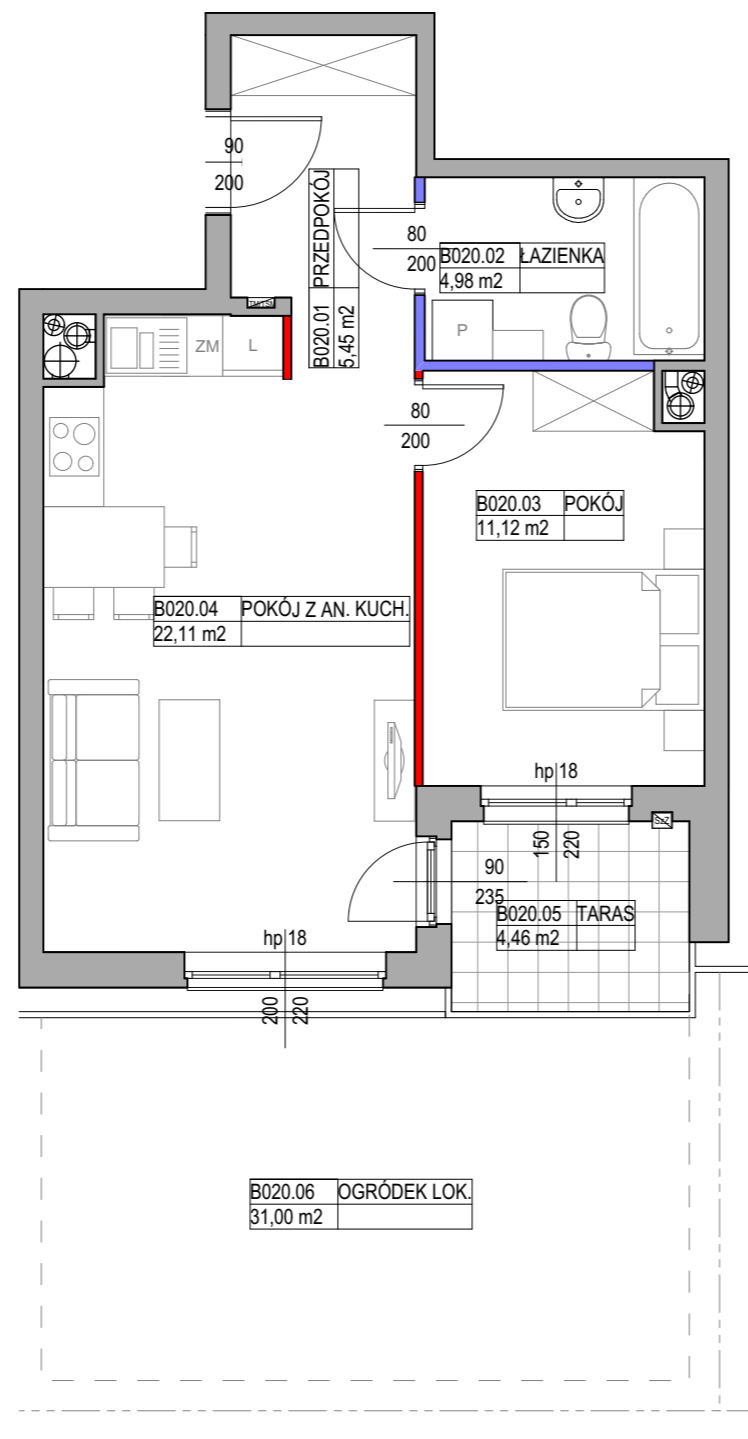 90
200
B020.01 PRZEDPOKÓJ
5,45 m2
80
200
B020.02 ŁAZIENKA
4,98 m2
ZM
L
P
80
200
B020.03 POKÓJ
11,12 m2
B020.04 POKÓJ Z AN. KUCH.
22,11 m2
hp 18
150
220
SzZ
90
235
B020.05 TARAS
4,46 m2
hp 18
200
220
B020.06 OGRÓDEK LOK.
31,00 m2